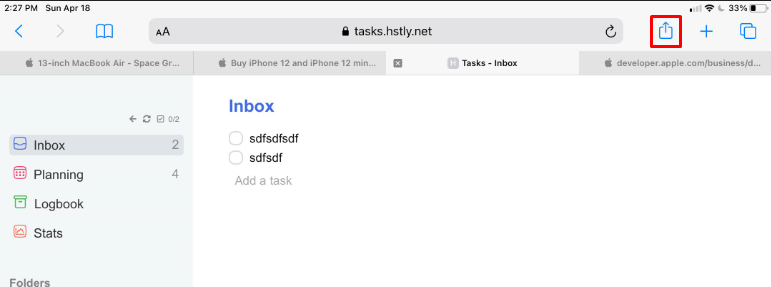 2:27 PM Sun Apr 18 33%
AA tasks.hstly.net
13-inch MacBook Air - Space Gr... Buy iPhone 12 and iPhone 12 min... H Tasks - Inbox developer.apple.com/business/d...
0/2
Inbox 2
Planning 4
Logbook
Stats
Folders
Inbox
sdfsdfsdf
sdfsdf
Add a task